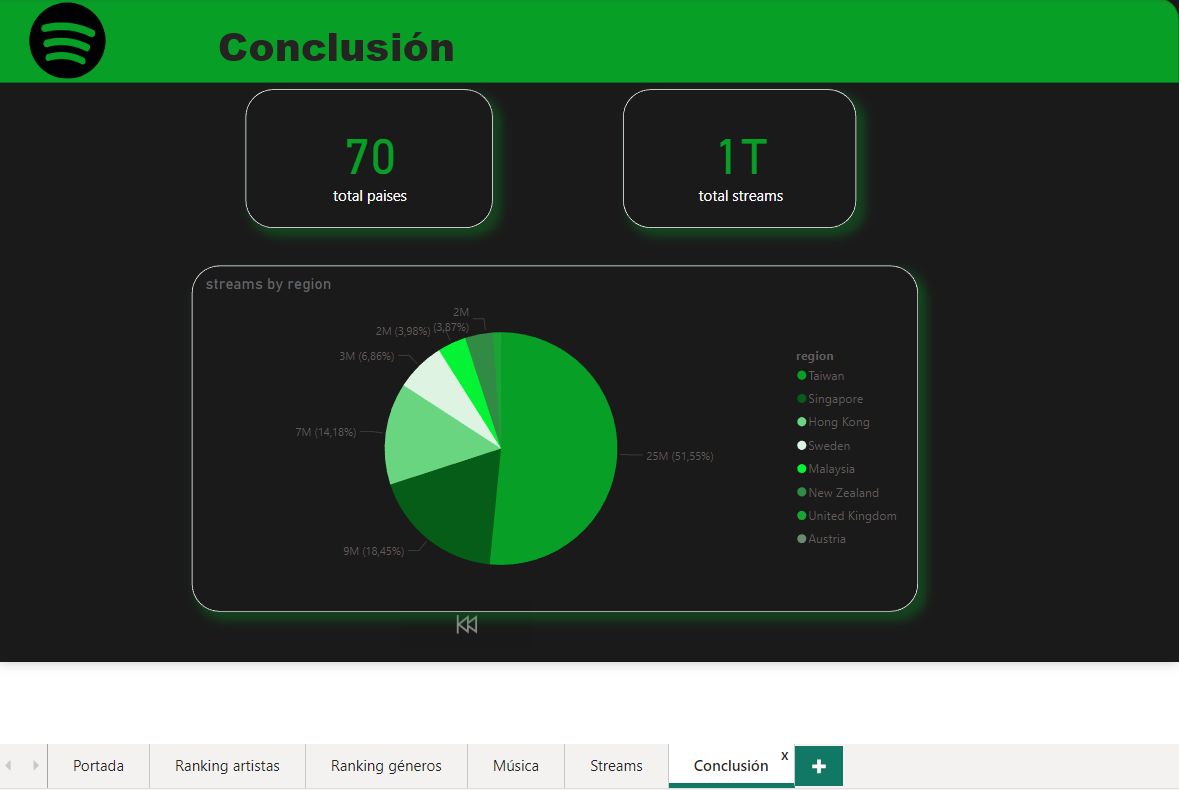 Conclusión
70
total paises
1T
total streams
streams by region
2M
(3,87%)
2M (3,98%)
3M (6,86%)
7M (14,18%)
9M (18,45%)
25M (51,55%)
region
Taiwan
Singapore
Hong Kong
Sweden
Malaysia
New Zealand
United Kingdom
Austria
Portada
Ranking artistas
Ranking géneros
Música
Streams
Conclusión
x
+